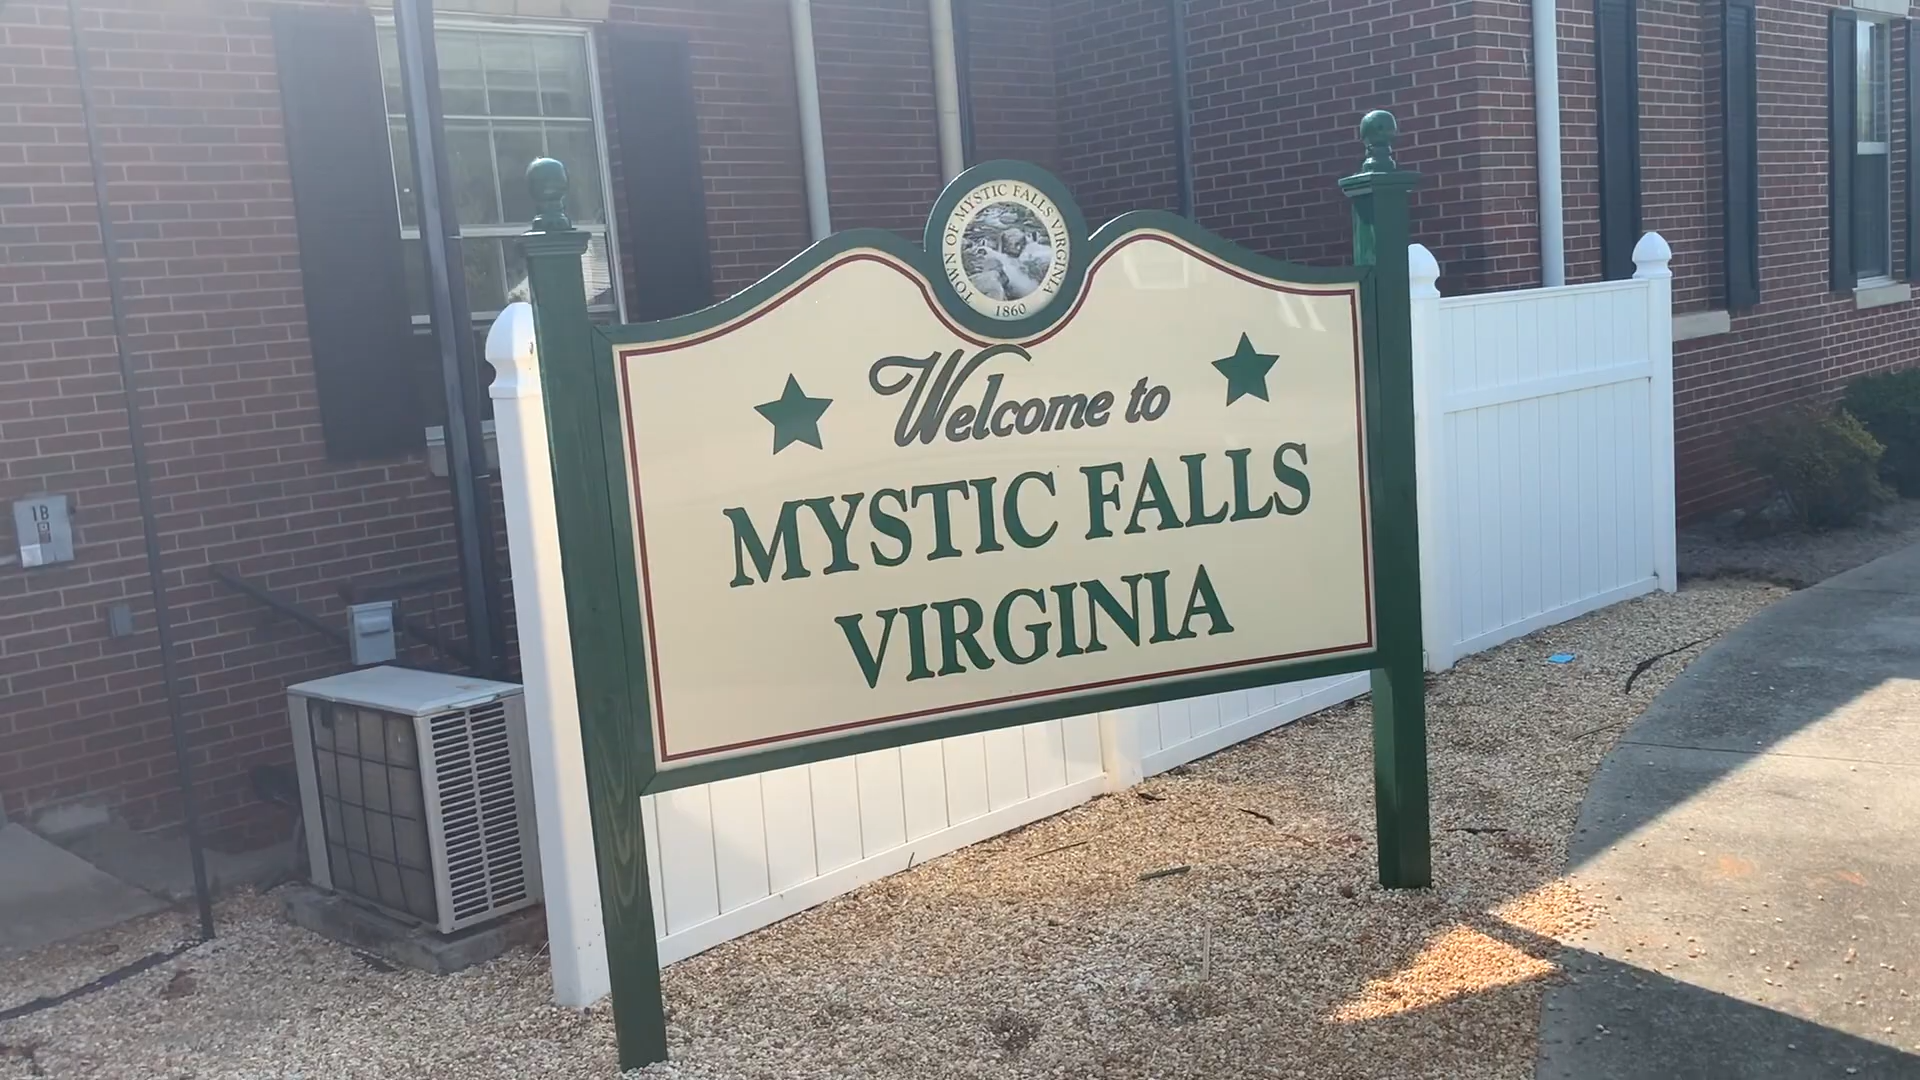 TOWN OF MYSTIC FALLS VIRGINIA
1860
Welcome to
MYSTIC FALLS
VIRGINIA
1B